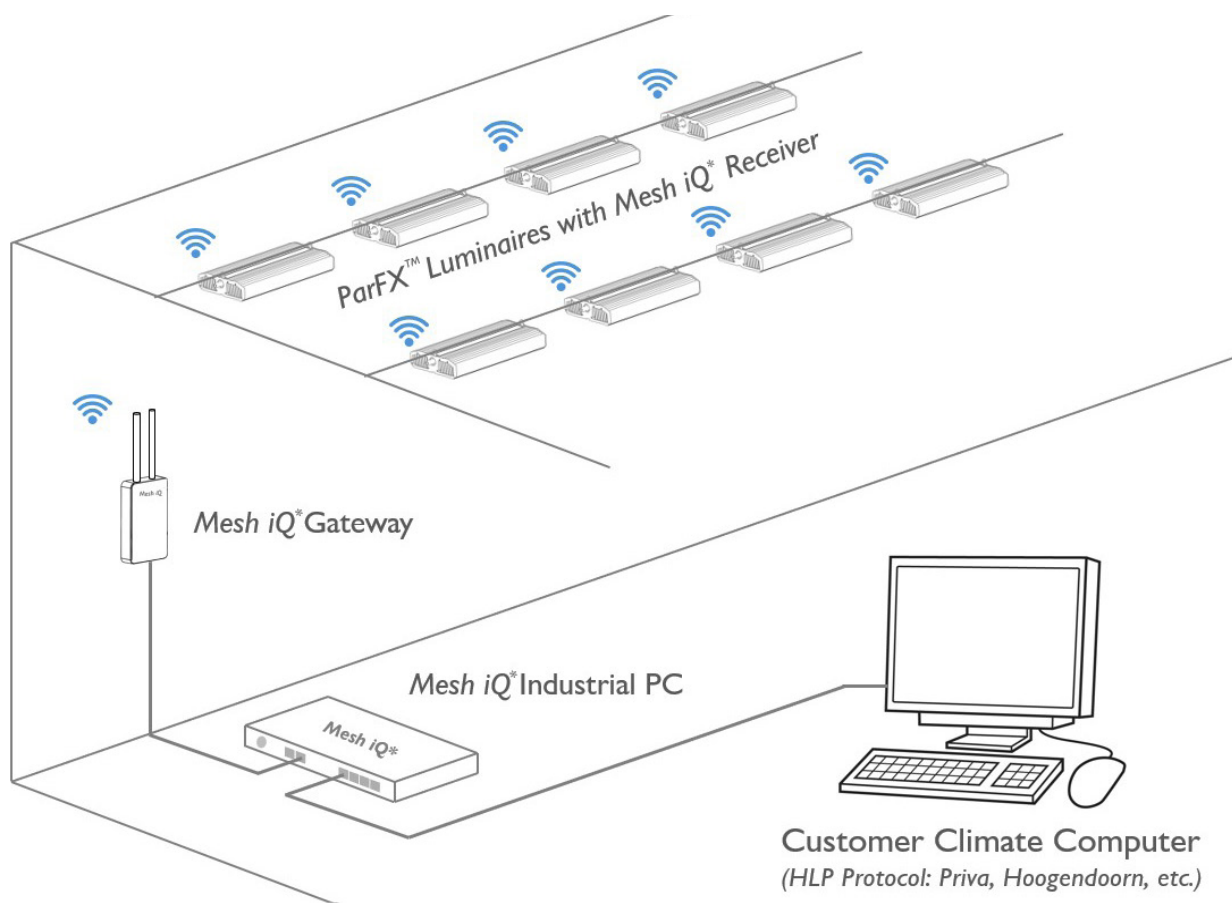 ParFX™ Luminaires with Mesh iQ* Receiver
Mesh iQ
Mesh iQ* Gateway
Mesh iQ* Industrial PC
Mesh iQ*
Customer Climate Computer
(HLP Protocol: Priva, Hoogendoorn, etc.)